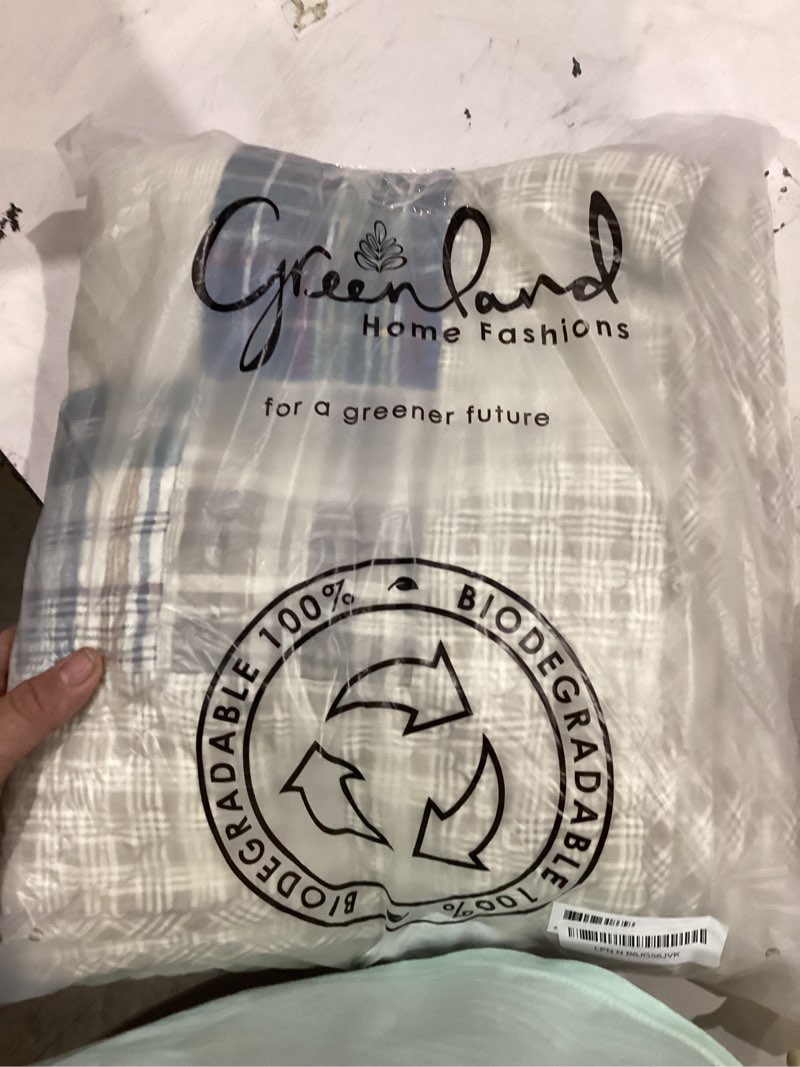 Greenland
Home Fashions
for a greener future
BIODEGRADABLE 100%
BIODEGRADABLE 100%